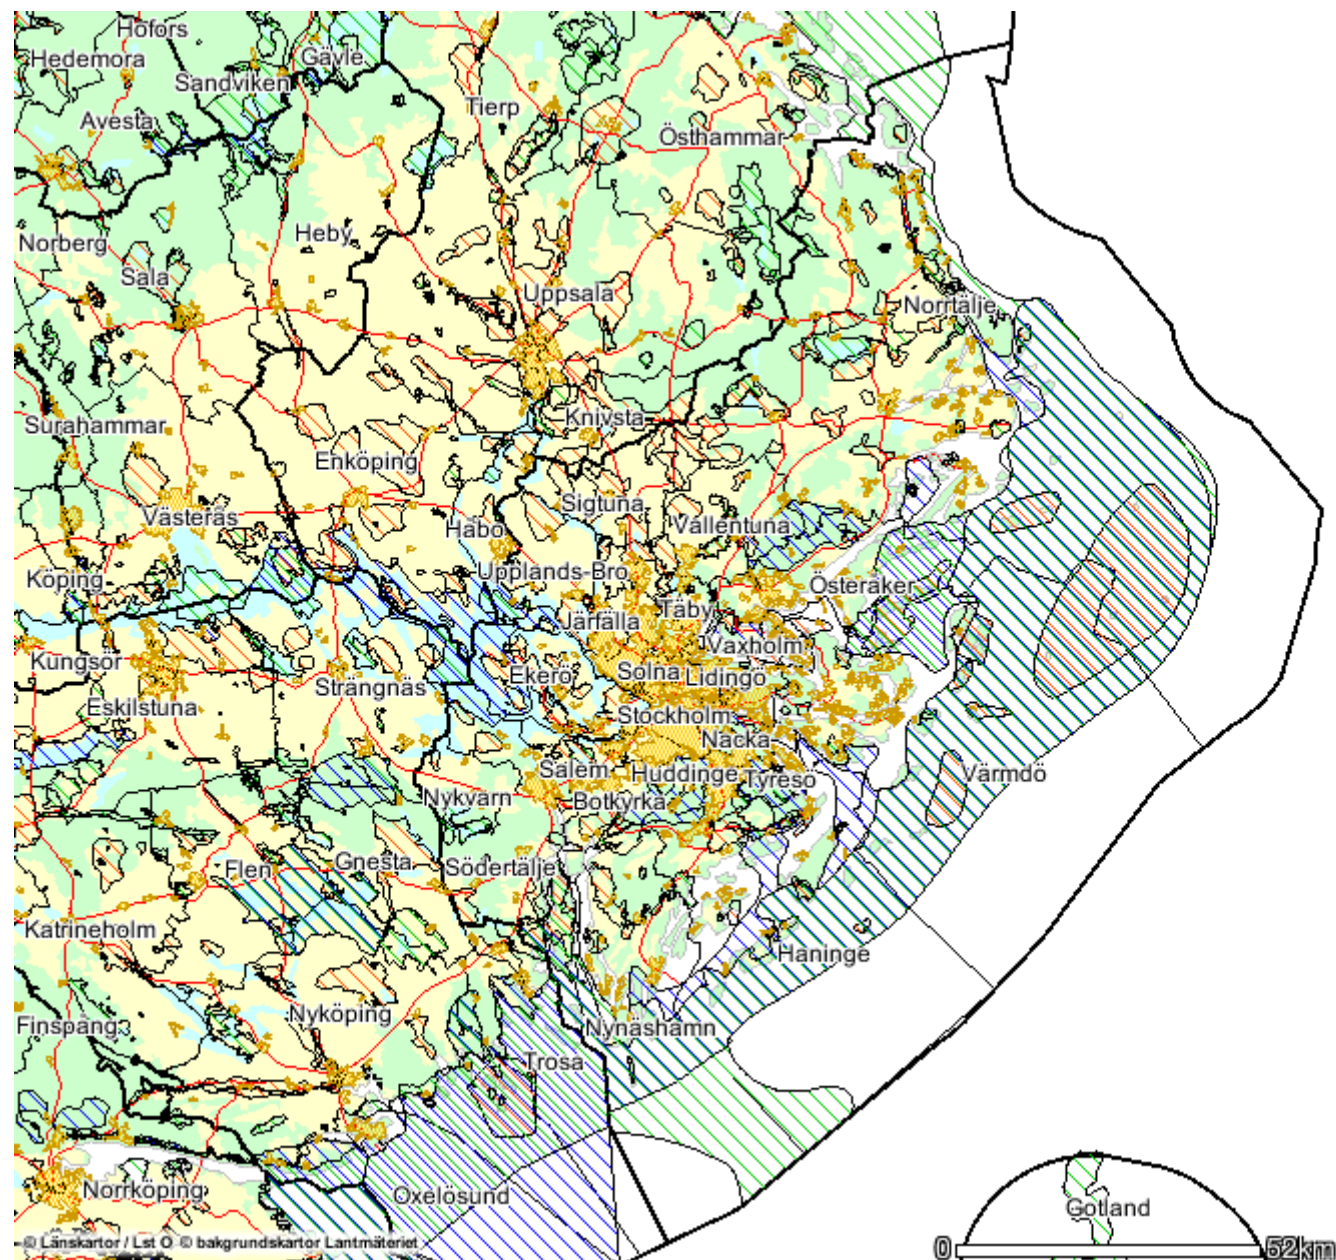 Hofors
Hedemora
Gävle
Sandviken
Tierp
Avesta
Östhammar
Heby
Norberg
Sala
Uppsala
Norrtälje
Knivsta
Surahammar
Enköping
Sigtuna
Västerås
Håbo
Vallentuna
Upplands-Bro
Köping
Österåker
Täby
Järfälla
Vaxholm
Kungsör
Solna
Lidingö
Ekerö
Strängnäs
Eskilstuna
Stockholm
Nacka
Salem
Huddinge
Tyresö
Värmdö
Nykvarn
Botkyrka
Flen
Gnesta
Södertälje
Katrineholm
Haninge
Nyköping
Finspång
Nynäshamn
Trosa
Norrköping
Oxelösund
Gotland
© Länskartor / Lst O © bakgrundskartor Lantmäteriet
0 52km